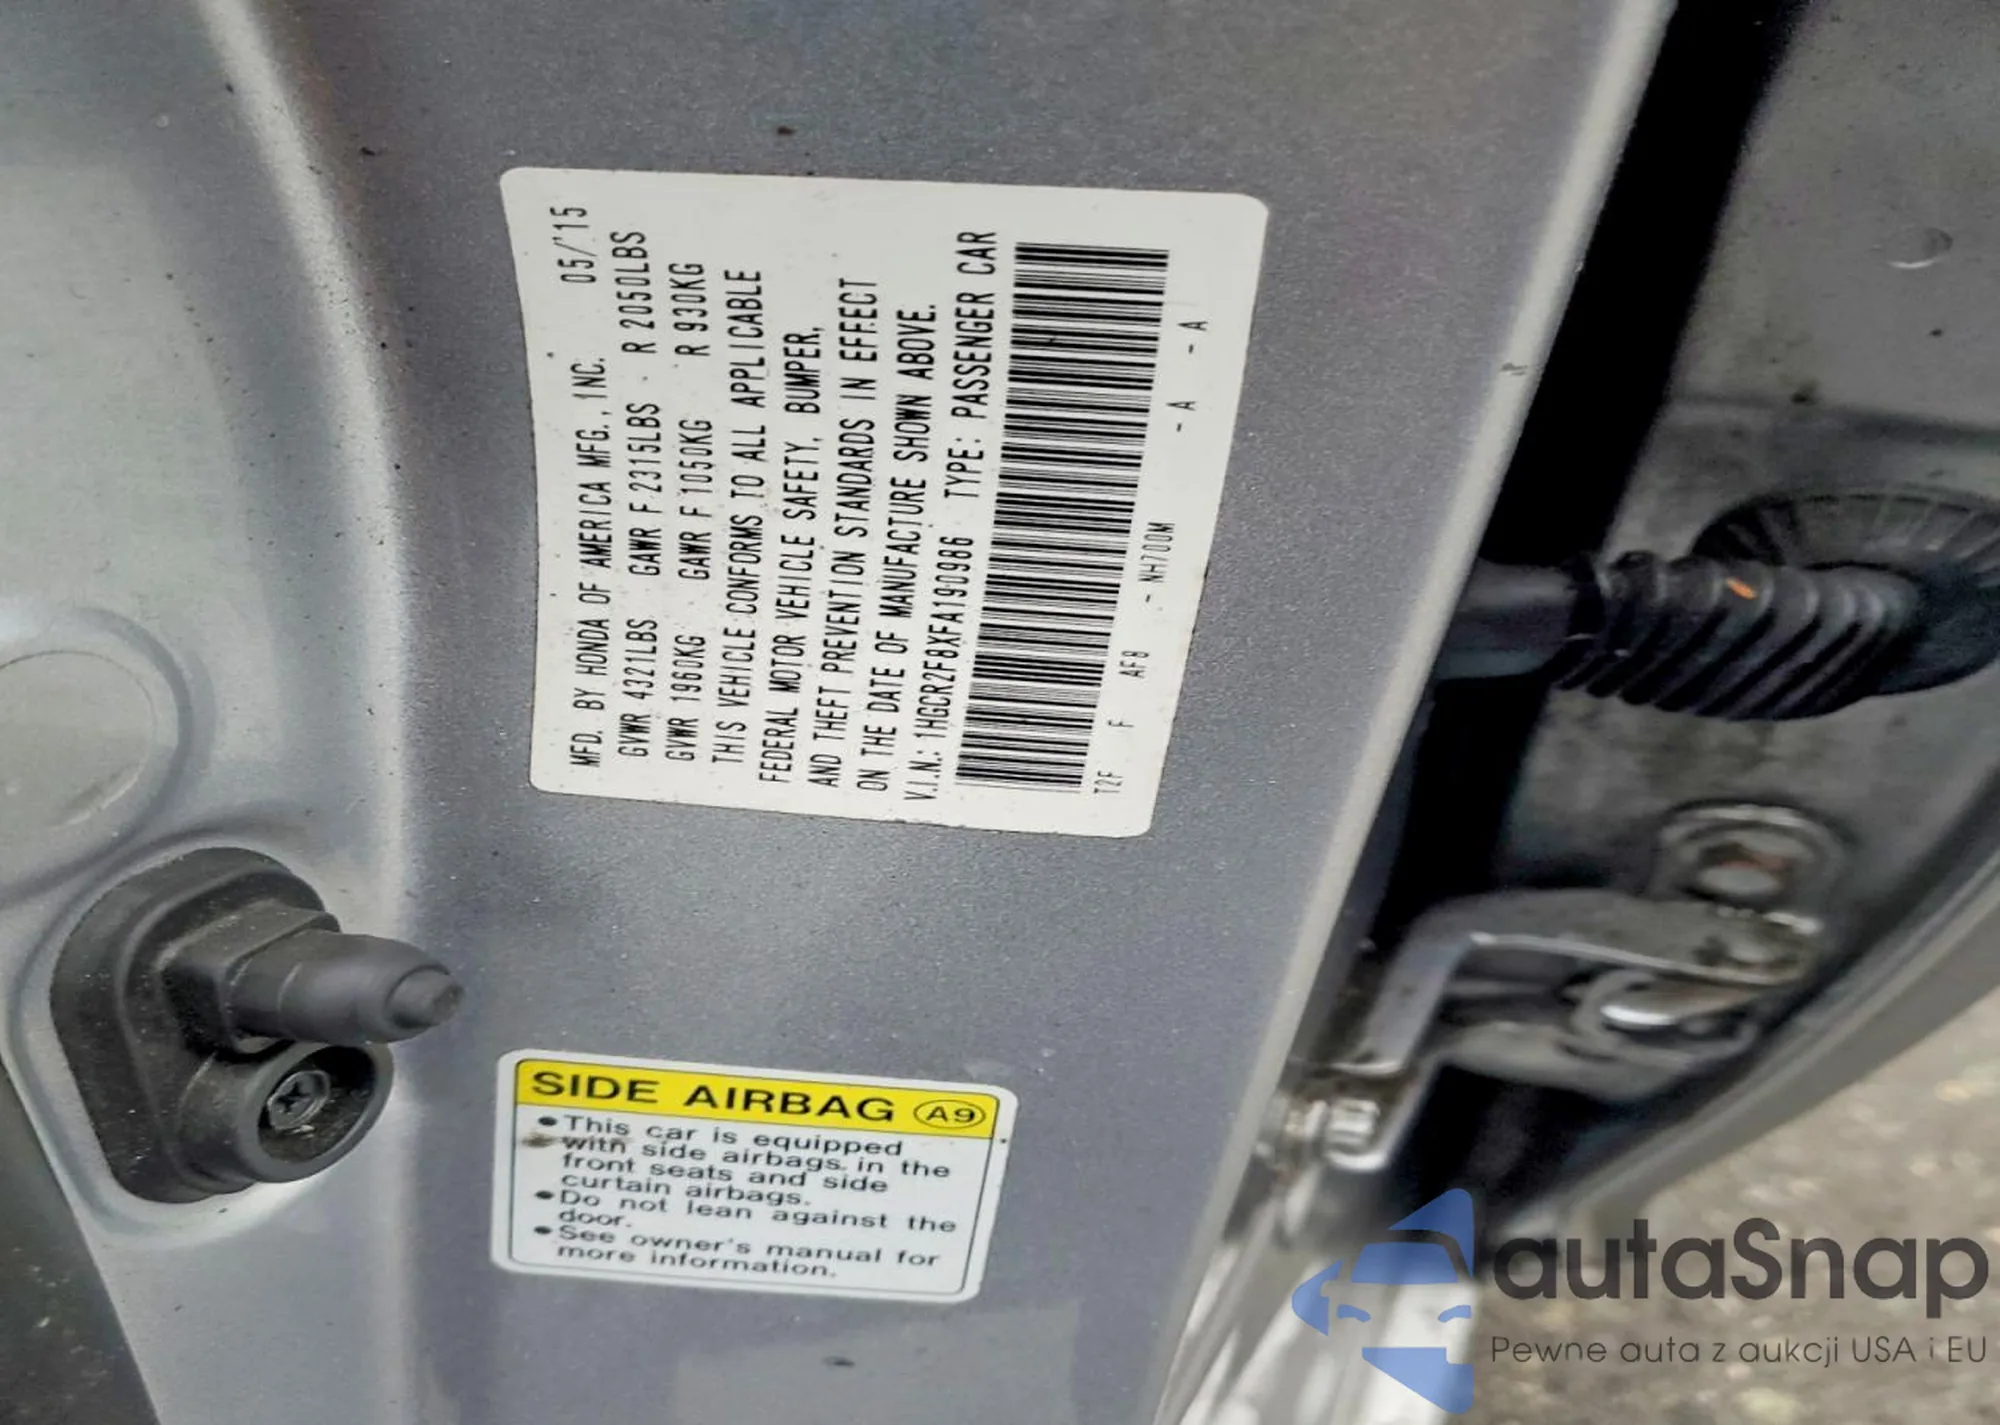 MFD. BY HONDA OF AMERICA MFG., INC. 05/'15
GVWR 4321LBS GAWR F 2315LBS R 2050LBS
GVWR 1960KG GAWR F 1050KG R 930KG
THIS VEHICLE CONFORMS TO ALL APPLICABLE
FEDERAL MOTOR VEHICLE SAFETY, BUMPER,
AND THEFT PREVENTION STANDARDS IN EFFECT
ON THE DATE OF MANUFACTURE SHOWN ABOVE.
V.I.N.: 1HGCR2F8XFA190986 TYPE: PASSENGER CAR
T2F F AF8 - NH700M - A - A
SIDE AIRBAG A9
• This car is equipped
with side airbags in the
front seats and side
curtain airbags.
• Do not lean against the
door.
• See owner's manual for
more information.
autaSnap
Pewne auta z aukcji USA i EU